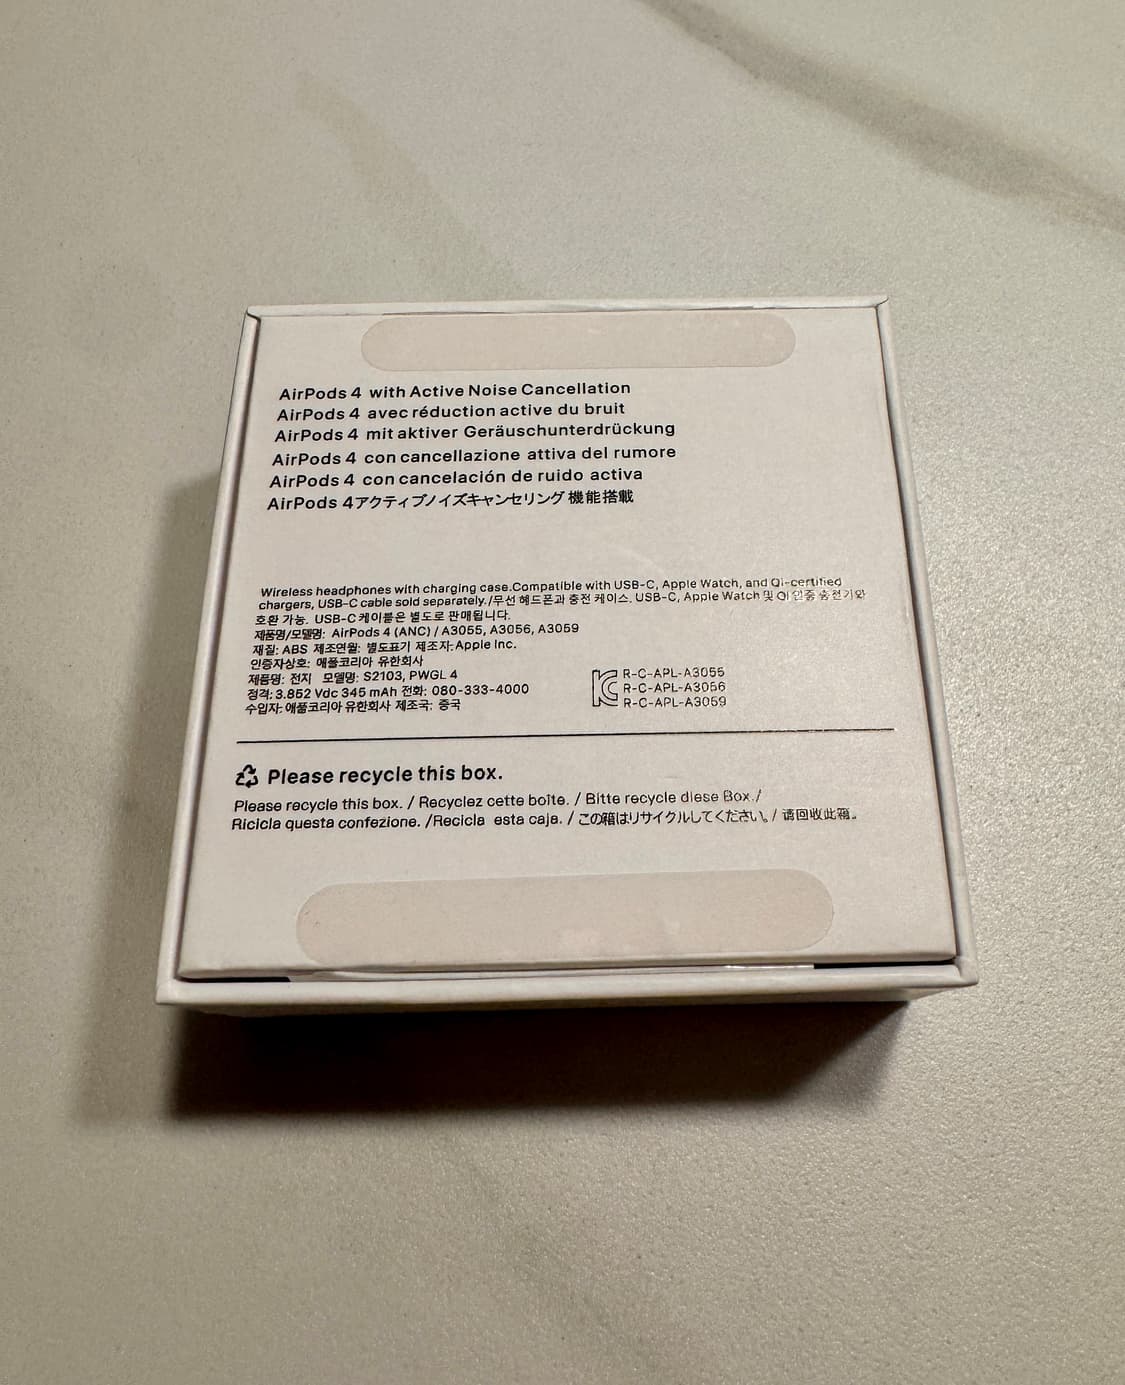 AirPods 4 with Active Noise Cancellation
AirPods 4 avec réduction active du bruit
AirPods 4 mit aktiver Geräuschunterdrückung
AirPods 4 con cancellazione attiva del rumore
AirPods 4 con cancelación de ruido activa
AirPods 4アクティブノイズキャンセリング 機能搭載
Wireless headphones with charging case.Compatible with USB-C, Apple Watch, and Qi-certified
chargers, USB-C cable sold separately./무선 헤드폰과 충전 케이스. USB-C, Apple Watch 및 Qi 인증 충전기와
호환 가능. USB-C 케이블은 별도로 판매됩니다.
제품명/모델명: AirPods 4 (ANC) / A3055, A3056, A3059
재질: ABS 제조연월: 별도표기 제조자:Apple Inc.
인증자상호: 애플코리아 유한회사
제품명: 전지 모델명: S2103, PWGL 4
정격: 3.852 Vdc 345 mAh 전화: 080-333-4000
수입자: 애플코리아 유한회사 제조국: 중국
R-C-APL-A3055
R-C-APL-A3056
R-C-APL-A3059
Please recycle this box.
Please recycle this box. / Recyclez cette boîte. / Bitte recycle diese Box./
Ricicla questa confezione. /Recicla esta caja. / この箱はリサイクルしてください。/ 请回收此箱。